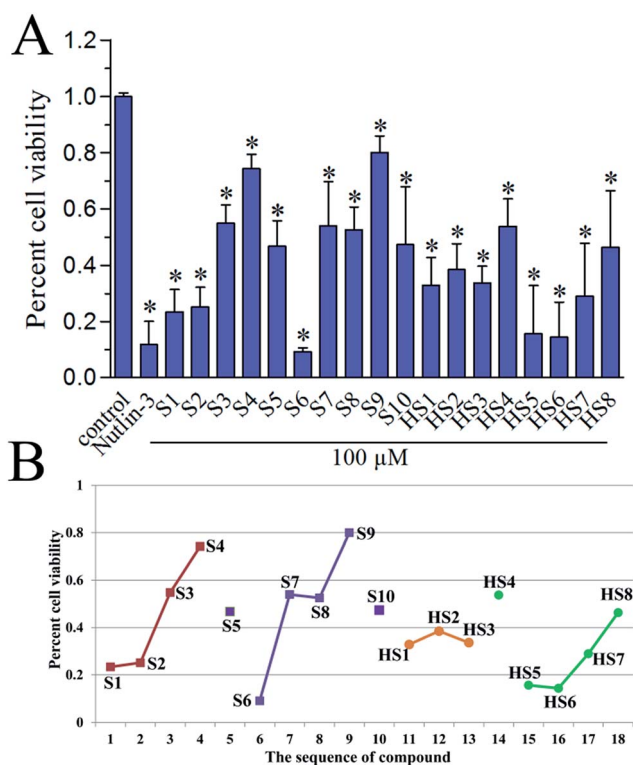 A
Percent cell viability
1.2
1.0
0.8
0.6
0.4
0.2
0.0
* * * * * * * * * * * * * * * * * * *
control Nutlin-3 S1 S2 S3 S4 S5 S6 S7 S8 S9 S10 HS1 HS2 HS3 HS4 HS5 HS6 HS7 HS8
100 µM
B
Percent cell viability
1
0.8
0.6
0.4
0.2
0
S1 S2 S3 S4 S5 S6 S7 S8 S9 S10 HS1 HS2 HS3 HS4 HS5 HS6 HS7 HS8
1 2 3 4 5 6 7 8 9 10 11 12 13 14 15 16 17 18
The sequence of compound